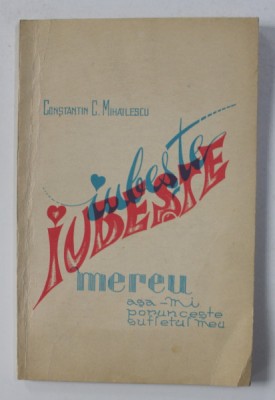 CONSTANTIN C. MIHAILESCU
iubește
IUBEȘTE
mereu
așa-mi
poruncește
sufletul meu